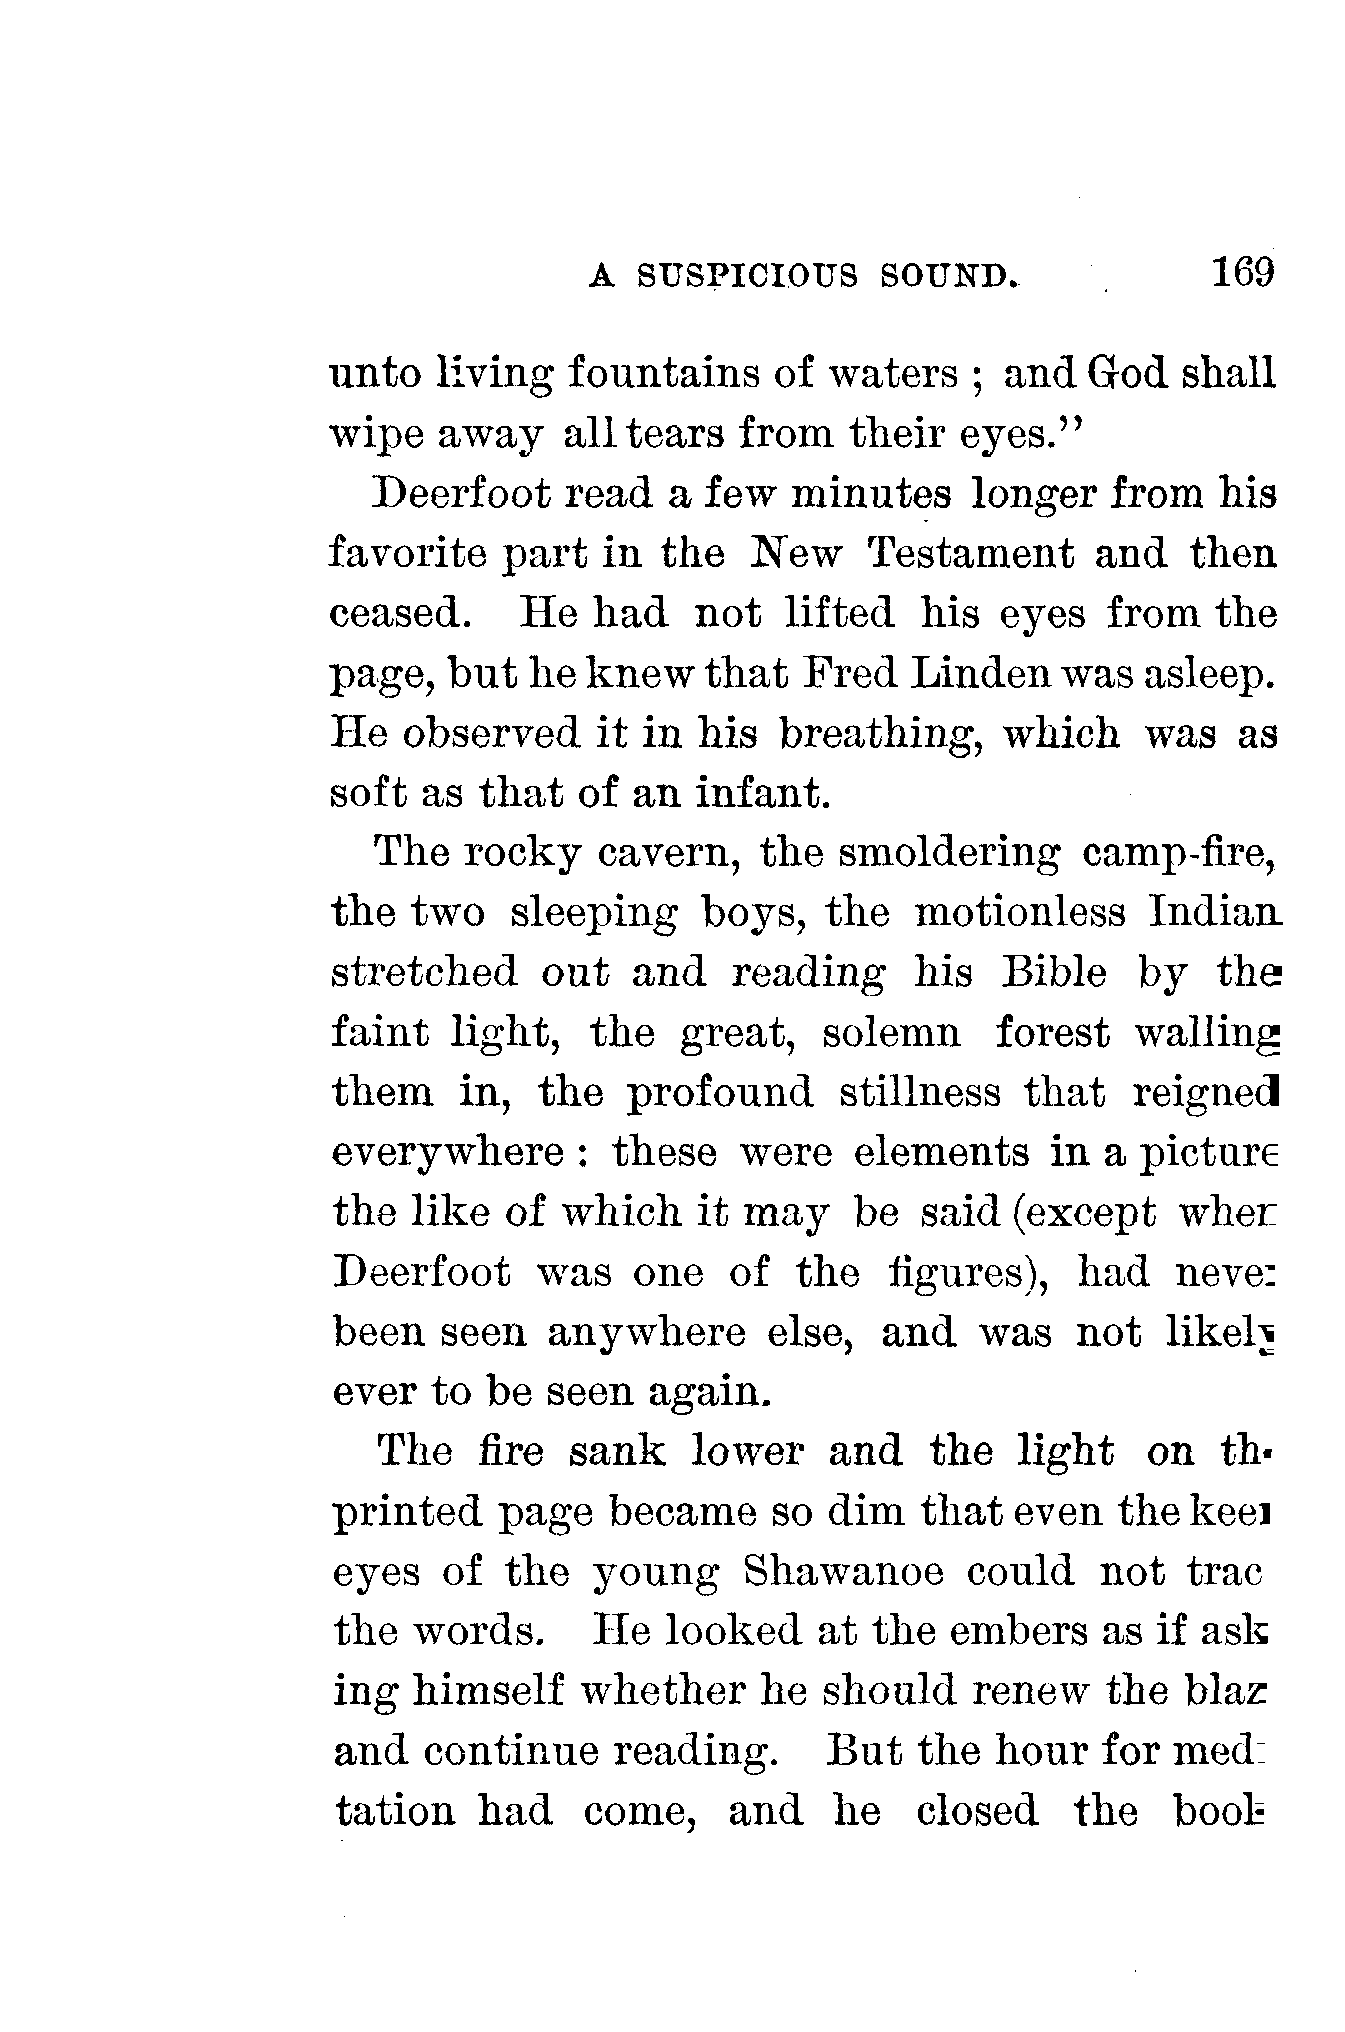 A SUSPICIOUS SOUND. 169
unto living fountains of waters ; and God shall
wipe away all tears from their eyes."
Deerfoot read a few minutes longer from his
favorite part in the New Testament and then
ceased. He had not lifted his eyes from the
page, but he knew that Fred Linden was asleep.
He observed it in his breathing, which was as
soft as that of an infant.
The rocky cavern, the smoldering camp-fire,
the two sleeping boys, the motionless Indian
stretched out and reading his Bible by the
faint light, the great, solemn forest walling
them in, the profound stillness that reigned
everywhere : these were elements in a picture
the like of which it may be said (except when
Deerfoot was one of the figures), had never
been seen anywhere else, and was not likely
ever to be seen again.
The fire sank lower and the light on th
printed page became so dim that even the keen
eyes of the young Shawanoe could not trac
the words. He looked at the embers as if ask
ing himself whether he should renew the blaz
and continue reading. But the hour for med
tation had come, and he closed the book